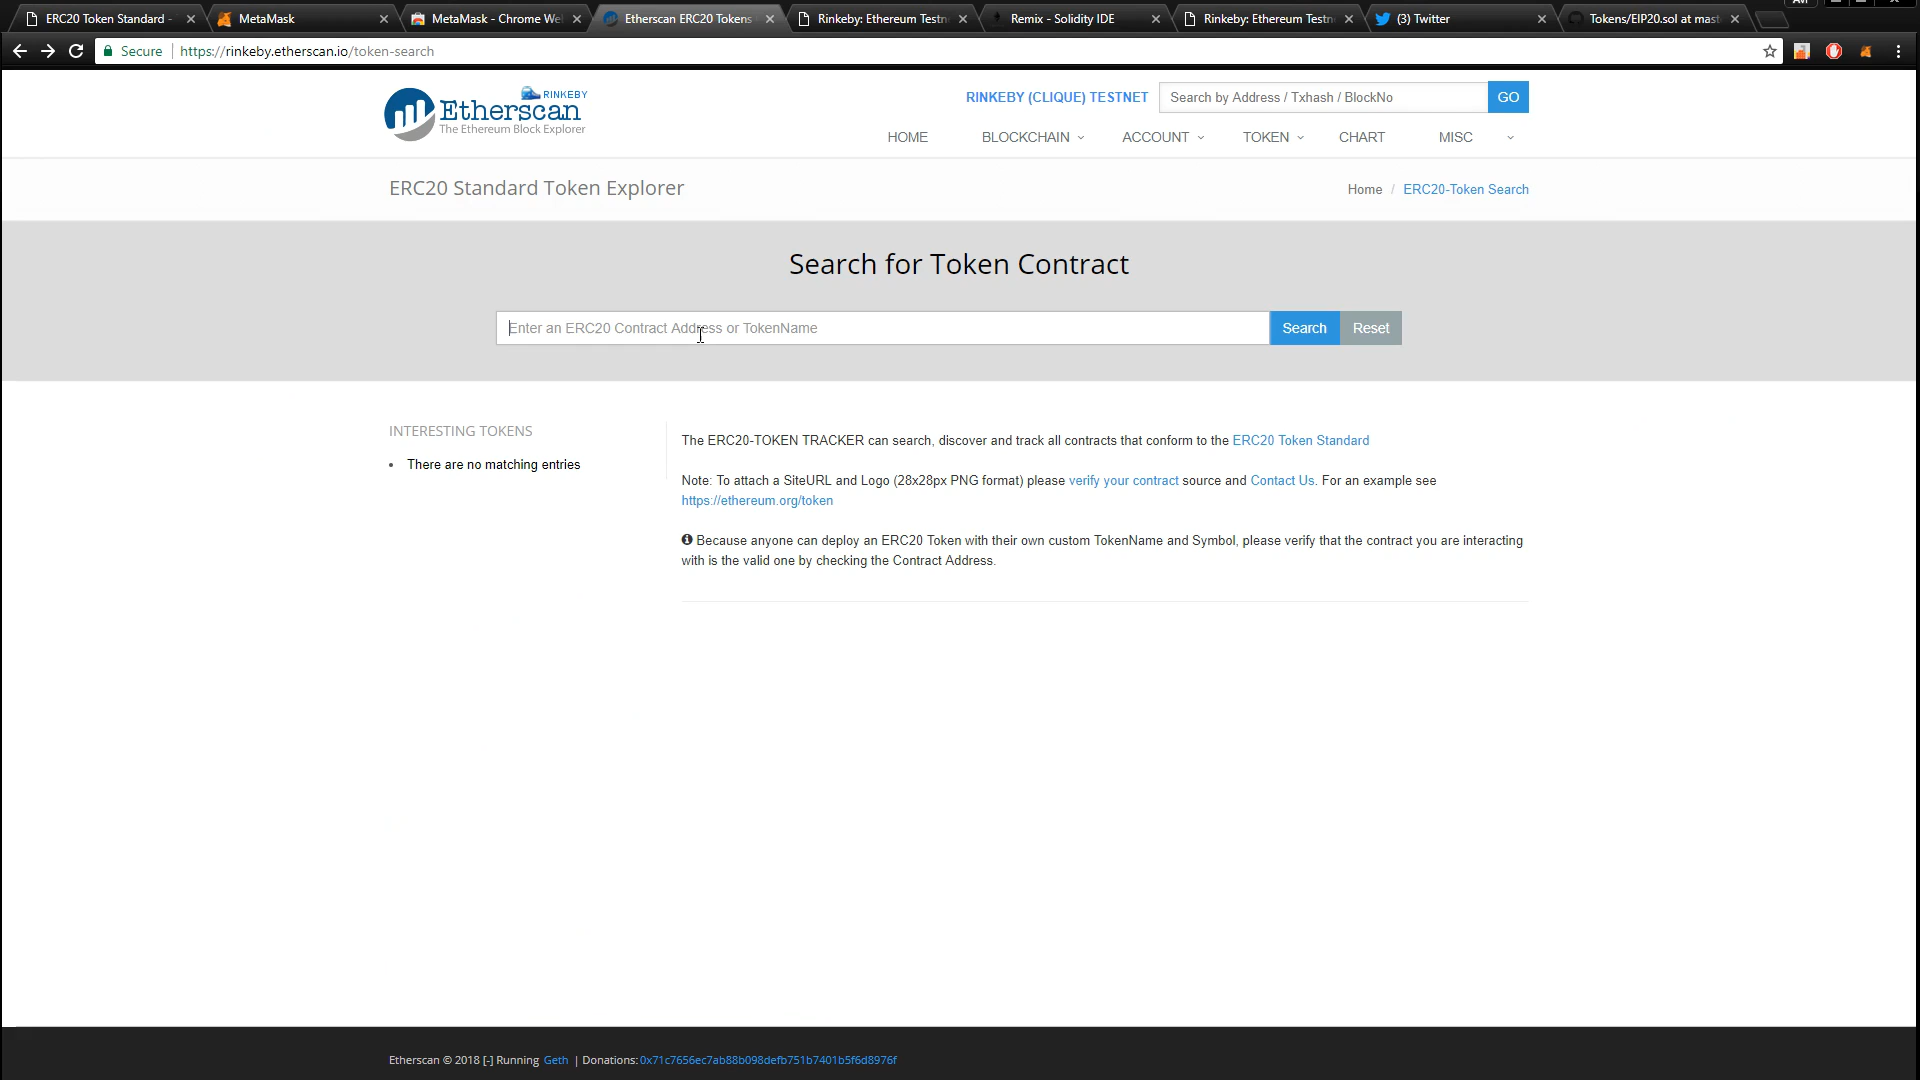 ERC20 Token Standard -
MetaMask
MetaMask - Chrome We
Etherscan ERC20 Tokens
Rinkeby: Ethereum Testn
Remix - Solidity IDE
Rinkeby: Ethereum Testn
(3) Twitter
Tokens/EIP20.sol at mast
Secure
https://rinkeby.etherscan.io/token-search
RINKEBY
Etherscan
The Ethereum Block Explorer
RINKEBY (CLIQUE) TESTNET
Search by Address / Txhash / BlockNo
GO
HOME
BLOCKCHAIN
ACCOUNT
TOKEN
CHART
MISC
ERC20 Standard Token Explorer
Home / ERC20-Token Search
Search for Token Contract
Enter an ERC20 Contract Address or TokenName
Search
Reset
INTERESTING TOKENS
There are no matching entries
The ERC20-TOKEN TRACKER can search, discover and track all contracts that conform to the ERC20 Token Standard
Note: To attach a SiteURL and Logo (28x28px PNG format) please verify your contract source and Contact Us. For an example see
https://ethereum.org/token
Because anyone can deploy an ERC20 Token with their own custom TokenName and Symbol, please verify that the contract you are interacting
with is the valid one by checking the Contract Address.
Etherscan © 2018 [-] Running Geth | Donations: 0x71c7656ec7ab88b098defb751b7401b5f6d8976f